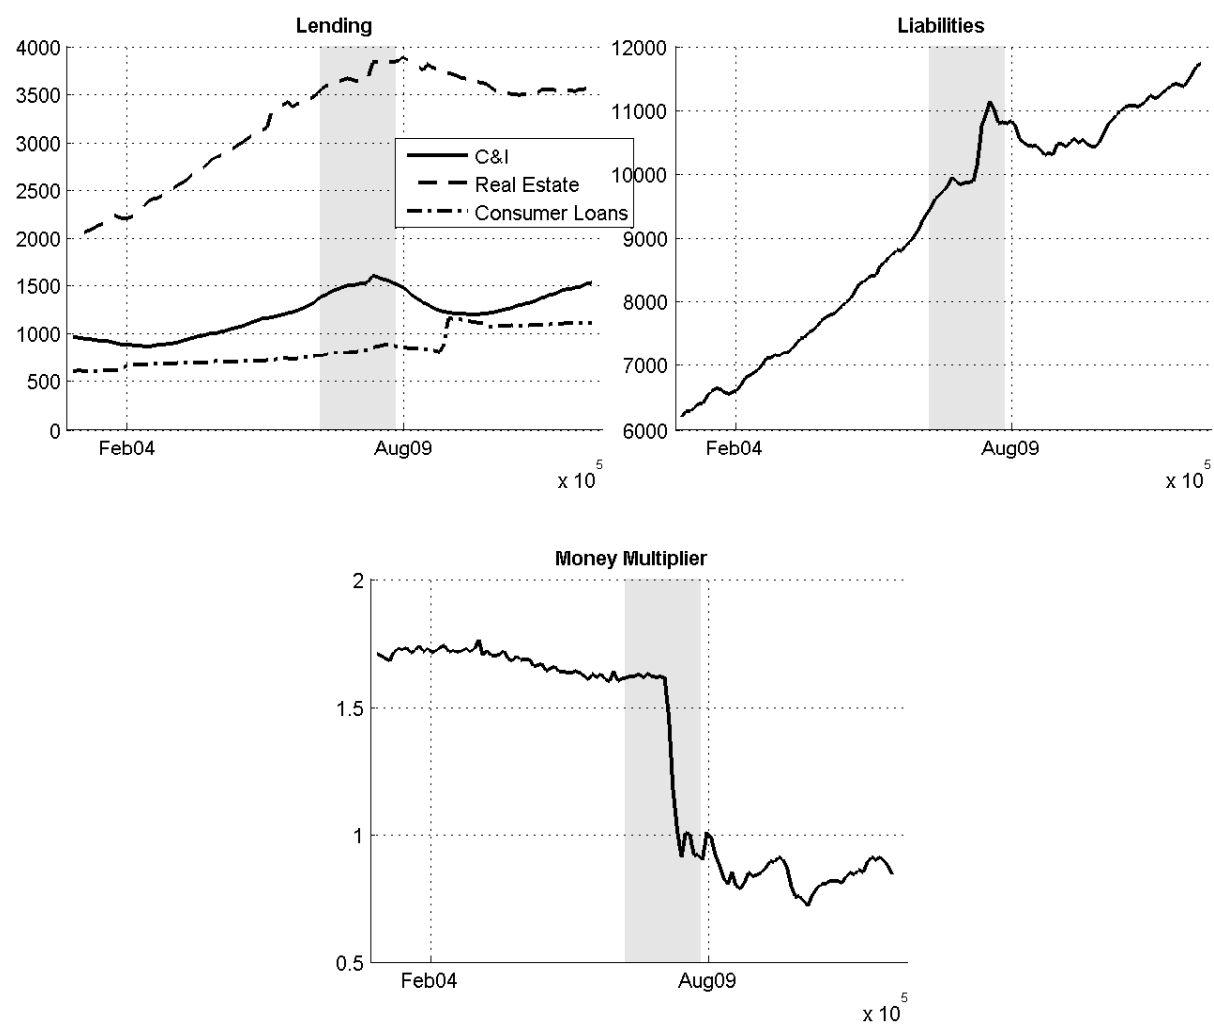 Lending
4000
3500
3000
2500
2000
1500
1000
500
0
C&I
Real Estate
Consumer Loans
Feb04 Aug09
x 10^5
Liabilities
12000
11000
10000
9000
8000
7000
6000
Feb04 Aug09
x 10^5
Money Multiplier
2
1.5
1
0.5
Feb04 Aug09
x 10^5